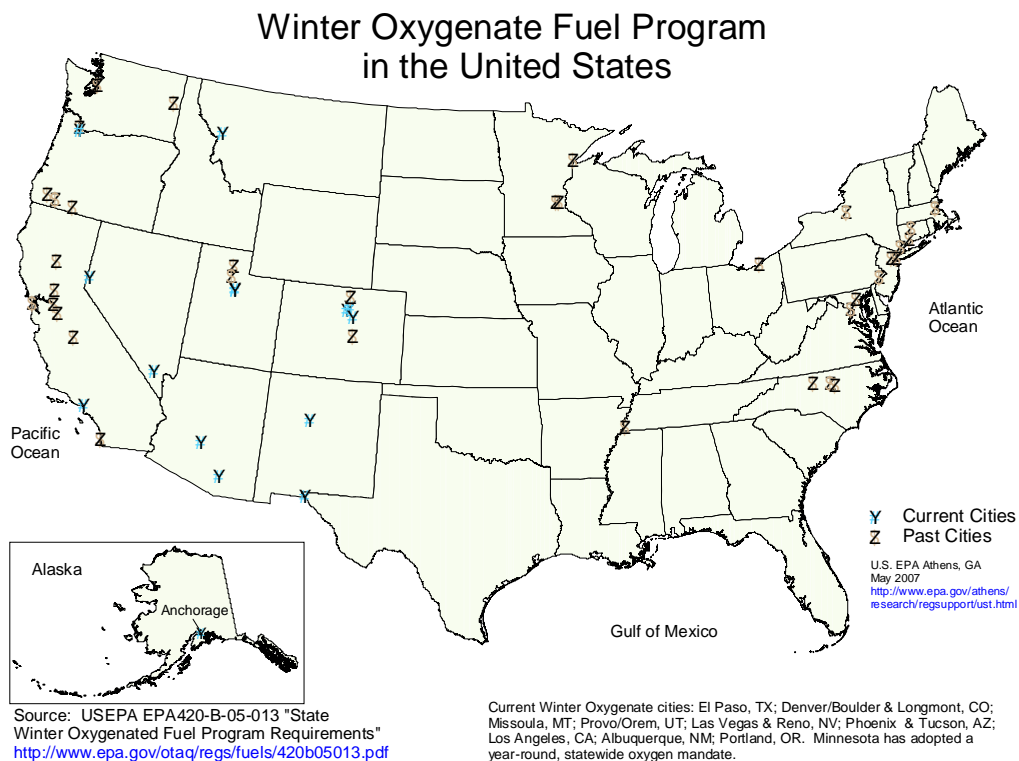 Winter Oxygenate Fuel Program
in the United States
Atlantic
Ocean
Pacific
Ocean
Y Current Cities
Z Past Cities
U.S. EPA Athens, GA
May 2007
http://www.epa.gov/athens/
research/regsupport/ust.html
Alaska
Anchorage
Gulf of Mexico
Source: USEPA EPA420-B-05-013 "State
Winter Oxygenated Fuel Program Requirements"
http://www.epa.gov/otaq/regs/fuels/420b05013.pdf
Current Winter Oxygenate cities: El Paso, TX; Denver/Boulder & Longmont, CO;
Missoula, MT; Provo/Orem, UT; Las Vegas & Reno, NV; Phoenix & Tucson, AZ;
Los Angeles, CA; Albuquerque, NM; Portland, OR. Minnesota has adopted a
year-round, statewide oxygen mandate.